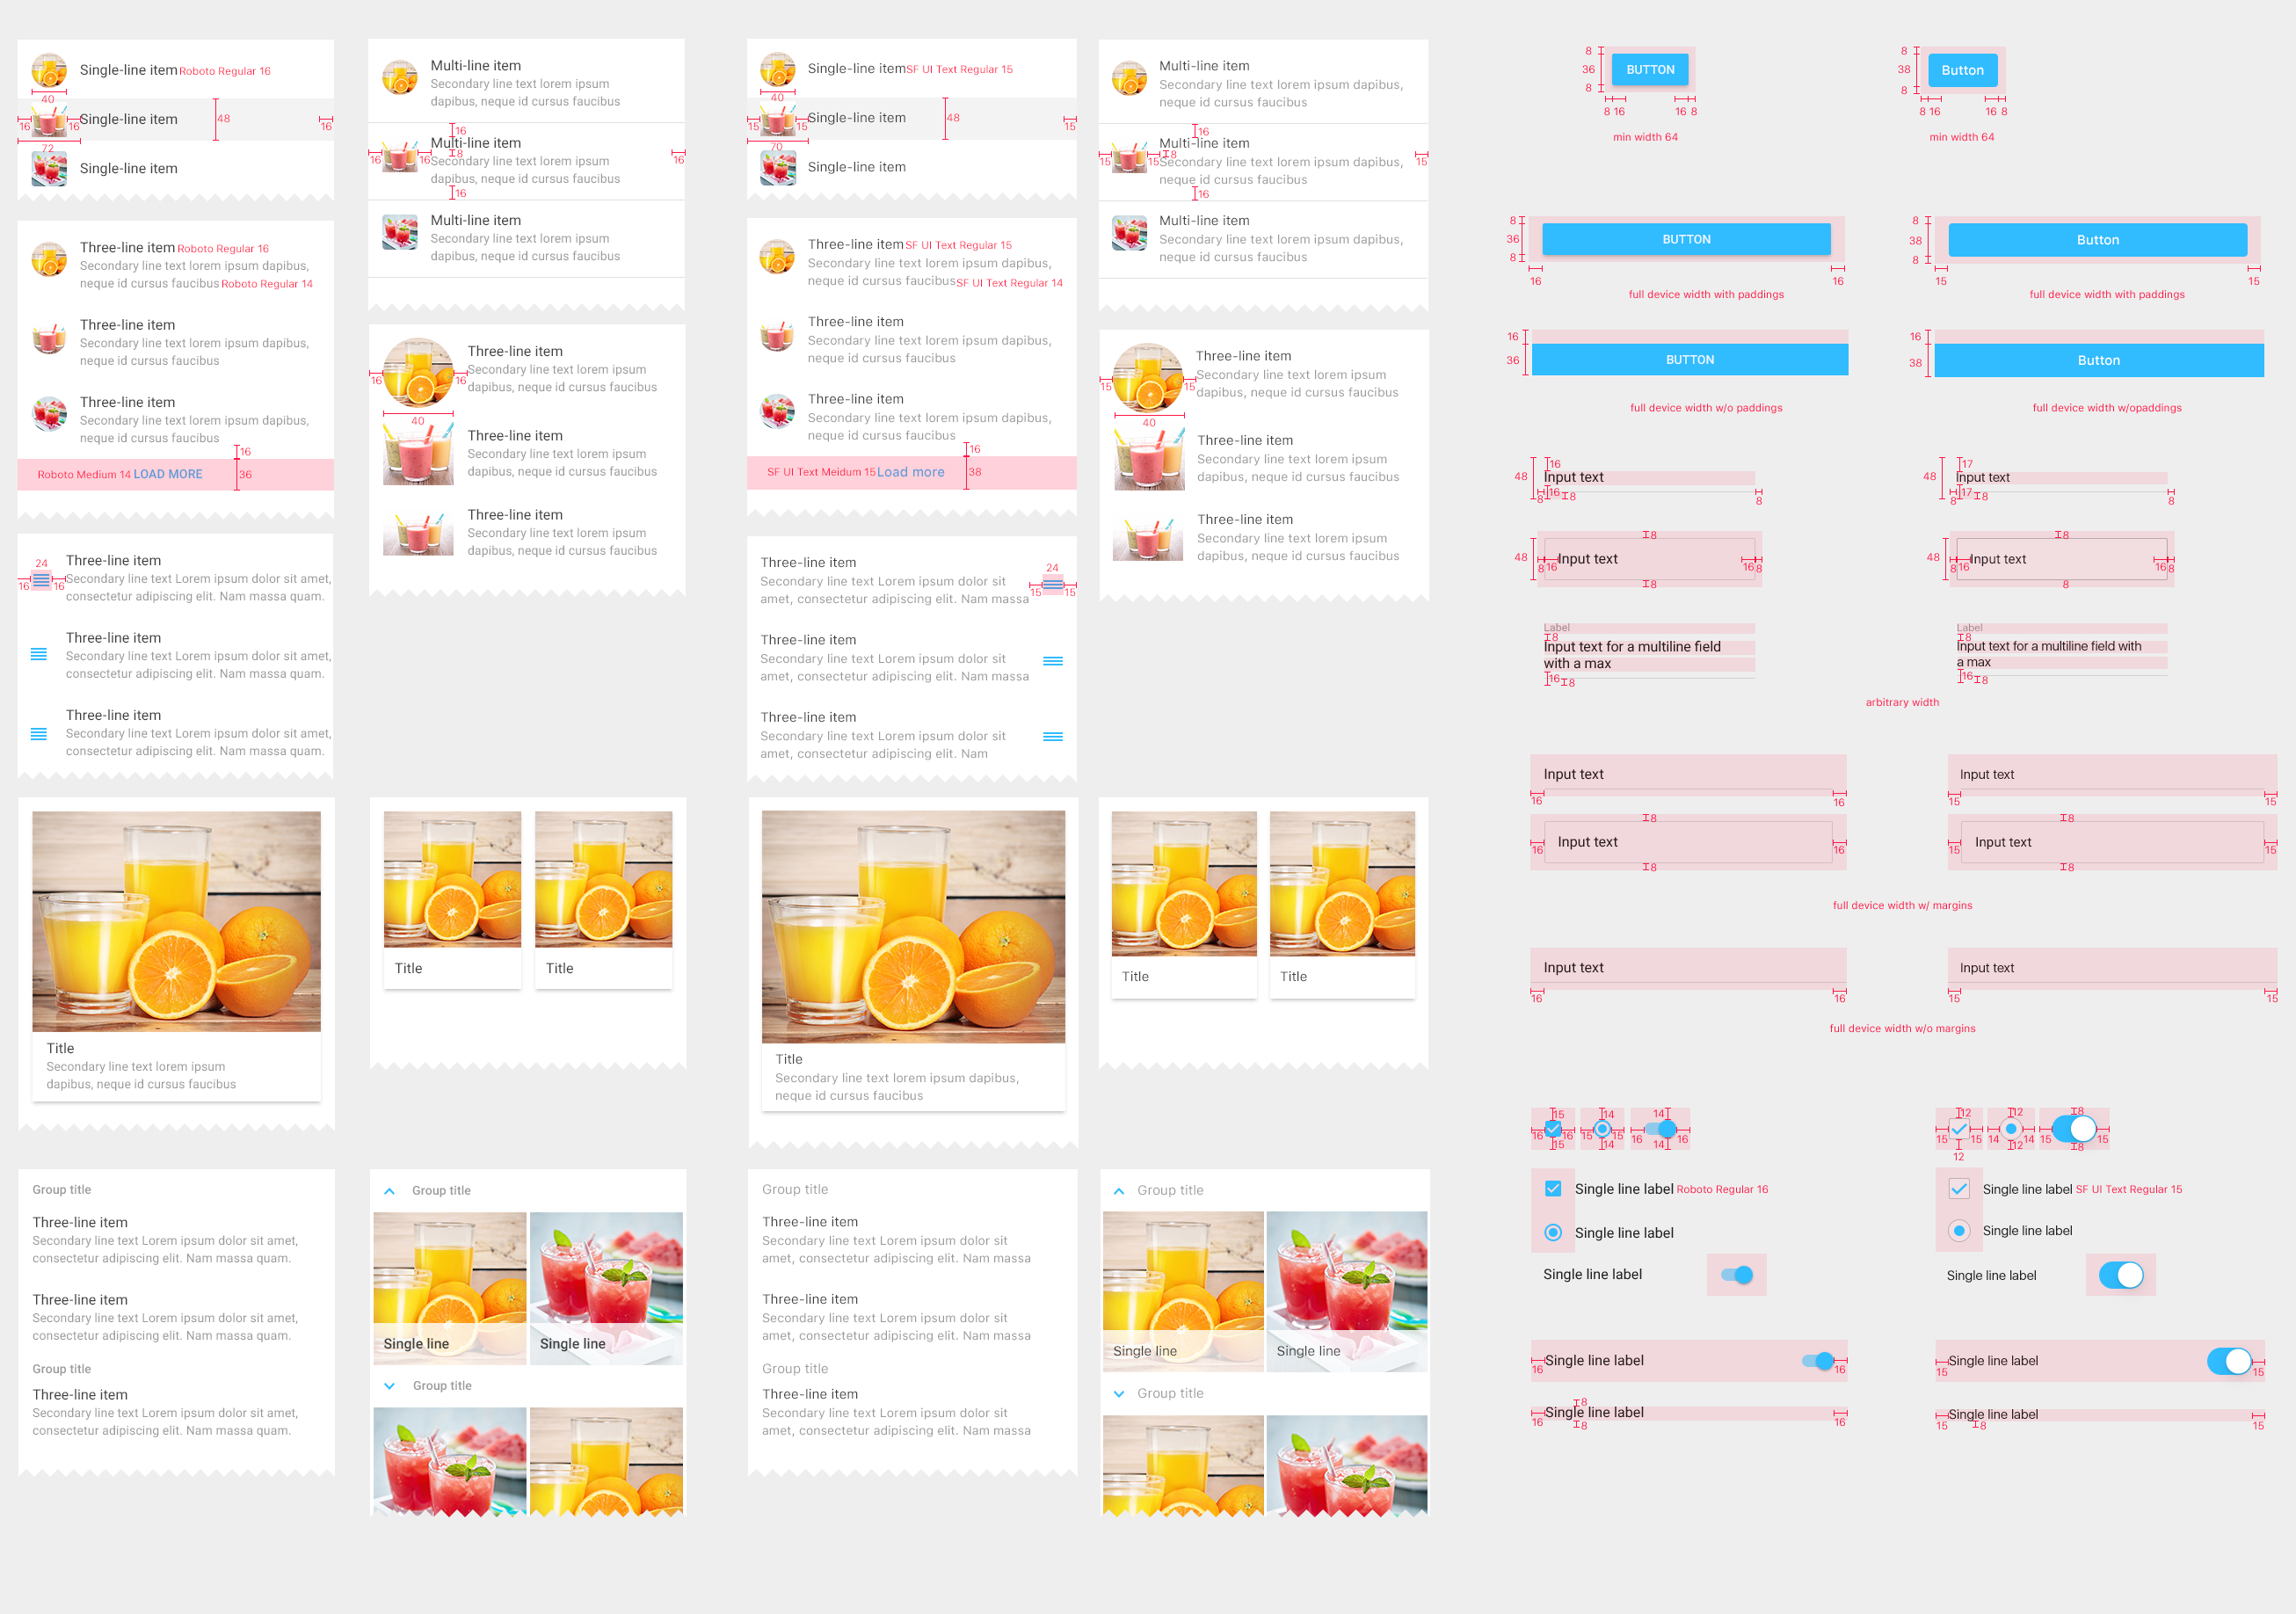 Single-line item Roboto Regular 16
40
16 16 Single-line item 48 16
72
Single-line item
Three-line item Roboto Regular 16
Secondary line text lorem ipsum dapibus,
neque id cursus faucibus Roboto Regular 14
Three-line item
Secondary line text lorem ipsum dapibus,
neque id cursus faucibus
Three-line item
Secondary line text lorem ipsum dapibus,
neque id cursus faucibus
16
Roboto Medium 14 LOAD MORE 36
24
Three-line item
16 16 Secondary line text Lorem ipsum dolor sit amet,
consectetur adipiscing elit. Nam massa quam.
Three-line item
Secondary line text Lorem ipsum dolor sit amet,
consectetur adipiscing elit. Nam massa quam.
Three-line item
Secondary line text Lorem ipsum dolor sit amet,
consectetur adipiscing elit. Nam massa quam.
Title
Secondary line text lorem ipsum
dapibus, neque id cursus faucibus
Group title
Three-line item
Secondary line text Lorem ipsum dolor sit amet,
consectetur adipiscing elit. Nam massa quam.
Three-line item
Secondary line text Lorem ipsum dolor sit amet,
consectetur adipiscing elit. Nam massa quam.
Group title
Three-line item
Secondary line text Lorem ipsum dolor sit amet,
consectetur adipiscing elit. Nam massa quam.
Multi-line item
Secondary line text lorem ipsum
dapibus, neque id cursus faucibus
16
Multi-line item
16 16 8 16
Secondary line text lorem ipsum
dapibus, neque id cursus faucibus
16
Multi-line item
Secondary line text lorem ipsum
dapibus, neque id cursus faucibus
Three-line item
Secondary line text lorem ipsum
16 16 dapibus, neque id cursus faucibus
40
Three-line item
Secondary line text lorem ipsum
dapibus, neque id cursus faucibus
Three-line item
Secondary line text lorem ipsum
dapibus, neque id cursus faucibus
Title Title
Group title
Single line Single line
Group title
Single-line item SF UI Text Regular 15
40
15 15 Single-line item 48 15
70
Single-line item
Three-line item SF UI Text Regular 15
Secondary line text lorem ipsum dapibus,
neque id cursus faucibus SF UI Text Regular 14
Three-line item
Secondary line text lorem ipsum dapibus,
neque id cursus faucibus
Three-line item
Secondary line text lorem ipsum dapibus,
neque id cursus faucibus
16
SF UI Text Meidum 15 Load more 38
Three-line item
24
Secondary line text Lorem ipsum dolor sit
15 15
amet, consectetur adipiscing elit. Nam massa
Three-line item
Secondary line text Lorem ipsum dolor sit
amet, consectetur adipiscing elit. Nam massa
Three-line item
Secondary line text Lorem ipsum dolor sit
amet, consectetur adipiscing elit. Nam
Title
Secondary line text lorem ipsum dapibus,
neque id cursus faucibus
Group title
Three-line item
Secondary line text Lorem ipsum dolor sit
amet, consectetur adipiscing elit. Nam massa
Three-line item
Secondary line text Lorem ipsum dolor sit
amet, consectetur adipiscing elit. Nam massa
Group title
Three-line item
Secondary line text Lorem ipsum dolor sit
amet, consectetur adipiscing elit. Nam massa
Multi-line item
Secondary line text lorem ipsum dapibus,
neque id cursus faucibus
16
Multi-line item
15 15 8 15
Secondary line text lorem ipsum dapibus,
neque id cursus faucibus
16
Multi-line item
Secondary line text lorem ipsum dapibus,
neque id cursus faucibus
Three-line item
Secondary line text lorem ipsum
15 15 dapibus, neque id cursus faucibus
40
Three-line item
Secondary line text lorem ipsum
dapibus, neque id cursus faucibus
Three-line item
Secondary line text lorem ipsum
dapibus, neque id cursus faucibus
Title Title
Group title
Single line Single line
Group title
8 8
36 BUTTON 38 Button
8 8
8 16 16 8 8 16 16 8
min width 64 min width 64
8 8
36 BUTTON 38 Button
8 8
16 16 15 15
full device width with paddings full device width with paddings
16 16
36 BUTTON 38 Button
full device width w/o paddings full device width w/opaddings
16 17
48 Input text 48 Input text
8 16 8 8 8 17 8 8
8 8
48 Input text 48 Input text
8 16 16 8 8 16 16 8
8 8
Label Label
8 8
Input text for a multiline field Input text for a multiline field with
with a max a max
16 8 16 8
arbitrary width
Input text Input text
16 16 15 15
8 8
16 Input text 16 15 Input text 15
8 8
full device width w/ margins
Input text Input text
16 16 15 15
full device width w/o margins
15 14 14 12 12 8
16 16 15 15 16 16 15 15 14 14 15 15
15 14 14 12 12 8
Single line label Roboto Regular 16 Single line label SF UI Text Regular 15
Single line label Single line label
Single line label Single line label
16 Single line label 16 15 Single line label 15
8
16 Single line label 16 15 Single line label 15
8 8